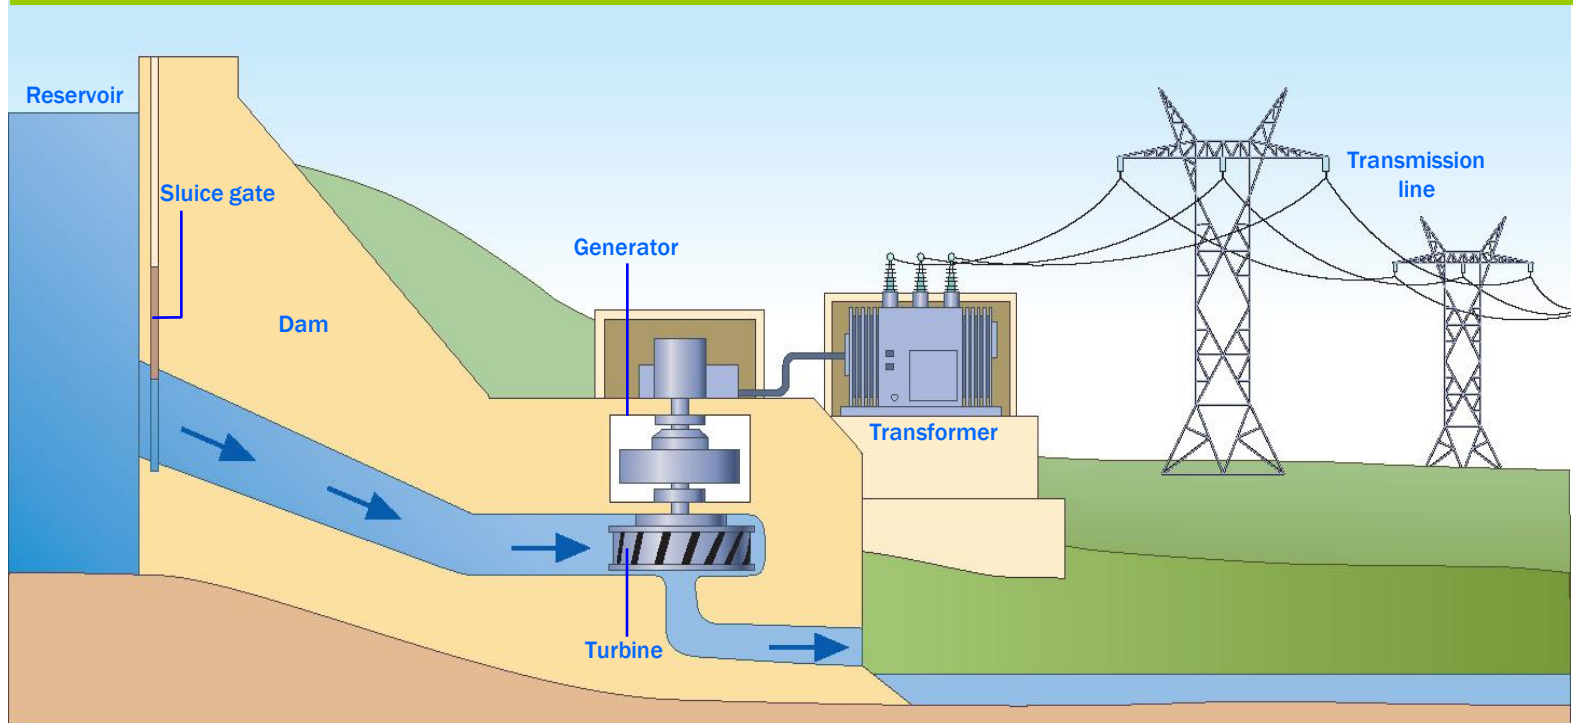 Reservoir
Sluice gate
Dam
Generator
Transformer
Transmission
line
Turbine